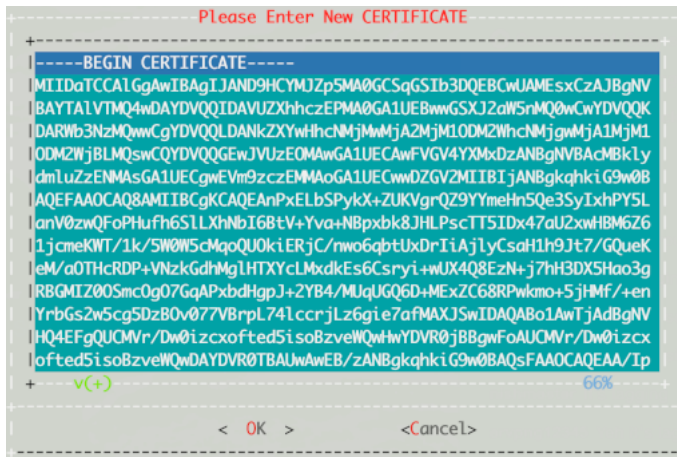 Please Enter New CERTIFICATE
-----BEGIN CERTIFICATE-----
MIIDaTCCAlGgAwIBAgIJAND9HCYMJZp5MA0GCSqGSIb3DQEBCwUAMEsxCzAJBgNV
BAYTAlVTMQ4wDAYDVQQIDAVUZXhhczEPMA0GA1UEBwwGSXJ2aW5nMQ0wCwYDVQQK
DARWb3NzMQwwCgYDVQQLDANkZXYwHhcNMjMwMjA2MjM1ODM2WhcNMjgwMjA1MjM1
ODM2WjBLMQswCQYDVQQGEwJVUzEOMAwGA1UECAwFVGV4YXMxDzANBgNVBAcMBkly
dmluZzENMAsGA1UECgwEVm9zczEMMAoGA1UECwwDZGV2MIIBIjANBgkqhkiG9w0B
AQEFAAOCAQ8AMIIBCgKCAQEAnPxELbSPykX+ZUKVgrQZ9YYmeHn5Qe3SyIxhPY5L
anV0zwQFoPHufh6SlLXhNbI6BtV+Yva+NBpxbk8JHLPscTT5IDx47aU2xwHBM6Z6
1jcmeKWT/1k/5W0W5cMqoQUOkiERjC/nwo6qbtUxDrIiAjlyCsaH1h9Jt7/GQueK
eM/aOTHcRDP+VNzkGdhMglHTXYcLMxdkEs6Csryi+wUX4Q8EzN+j7hH3DX5Hao3g
RBGMIZ0OSmcOgO7GqAPxbdHgpJ+2YB4/MUqUGQ6D+MExZC68RPwkmo+5jHMf/+en
YrbGs2w5cg5DzBOv077VBrpL74lccrjLz6gie7afMAXJSwIDAQABo1AwTjAdBgNV
HQ4EFgQUCMVr/Dw0izcxofted5isoBzveWQwHwYDVR0jBBgwFoAUCMVr/Dw0izcx
ofted5isoBzveWQwDAYDVR0TBAUwAwEB/zANBgkqhkiG9w0BAQsFAAOCAQEAA/Ip
v(+) 66%
< OK > <Cancel>